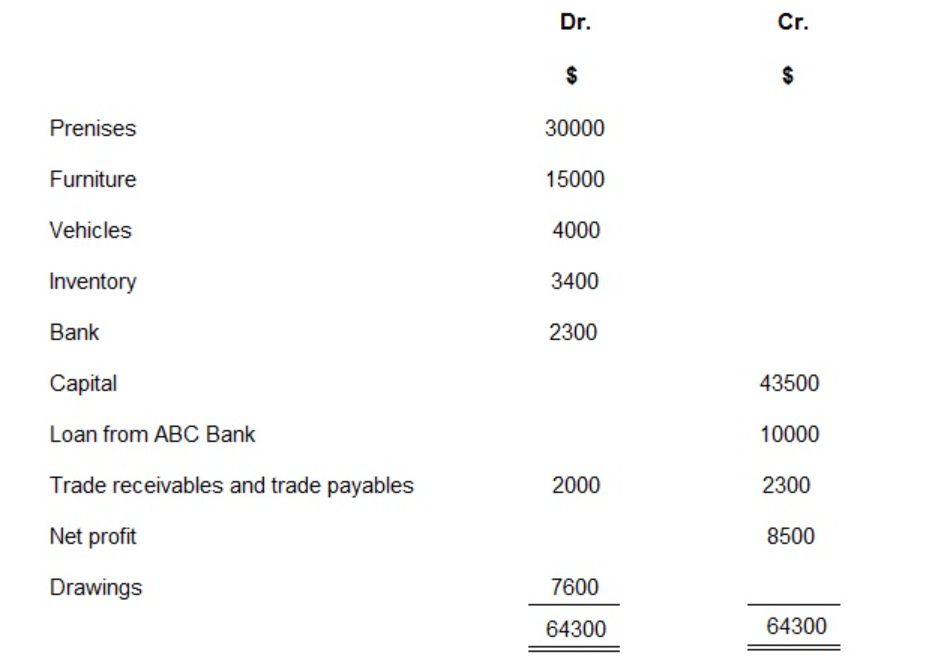 Dr. Cr.
$ $
Prenises 30000
Furniture 15000
Vehicles 4000
Inventory 3400
Bank 2300
Capital 43500
Loan from ABC Bank 10000
Trade receivables and trade payables 2000 2300
Net profit 8500
Drawings 7600
64300 64300